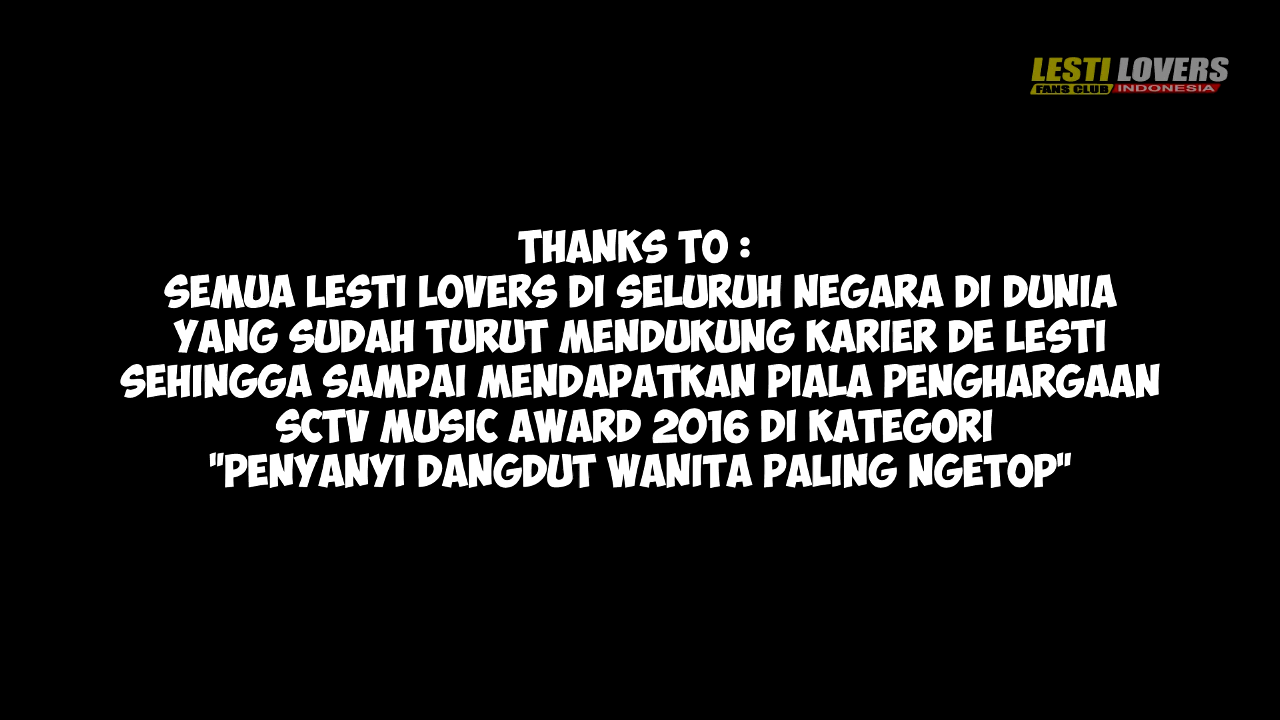 LESTI LOVERS
FANS CLUB INDONESIA
THANKS TO :
SEMUA LESTI LOVERS DI SELURUH NEGARA DI DUNIA
YANG SUDAH TURUT MENDUKUNG KARIER DE LESTI
SEHINGGA SAMPAI MENDAPATKAN PIALA PENGHARGAAN
SCTV MUSIC AWARD 2016 DI KATEGORI
"PENYANYI DANGDUT WANITA PALING NGETOP"